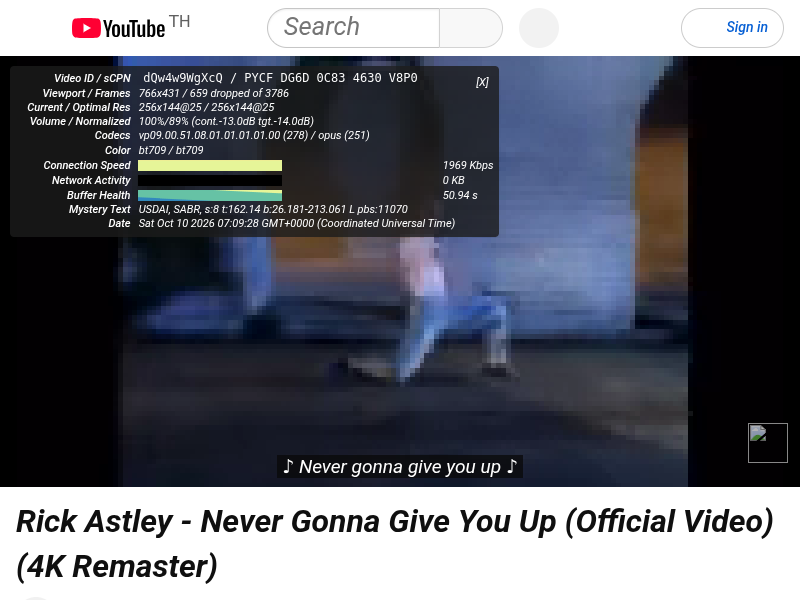 YouTube TH
Search
Sign in
Video ID / sCPN dQw4w9WgXcQ / PYCF DG6D 0C83 4630 V8P0
[X]
Viewport / Frames 766x431 / 659 dropped of 3786
Current / Optimal Res 256x144@25 / 256x144@25
Volume / Normalized 100%/89% (cont.-13.0dB tgt.-14.0dB)
Codecs vp09.00.51.08.01.01.01.01.00 (278) / opus (251)
Color bt709 / bt709
Connection Speed 1969 Kbps
Network Activity 0 KB
Buffer Health 50.94 s
Mystery Text USDAI, SABR, s:8 t:162.14 b:26.181-213.061 L pbs:11070
Date Sat Oct 10 2026 07:09:28 GMT+0000 (Coordinated Universal Time)
♪ Never gonna give you up ♪
Rick Astley - Never Gonna Give You Up (Official Video)
(4K Remaster)